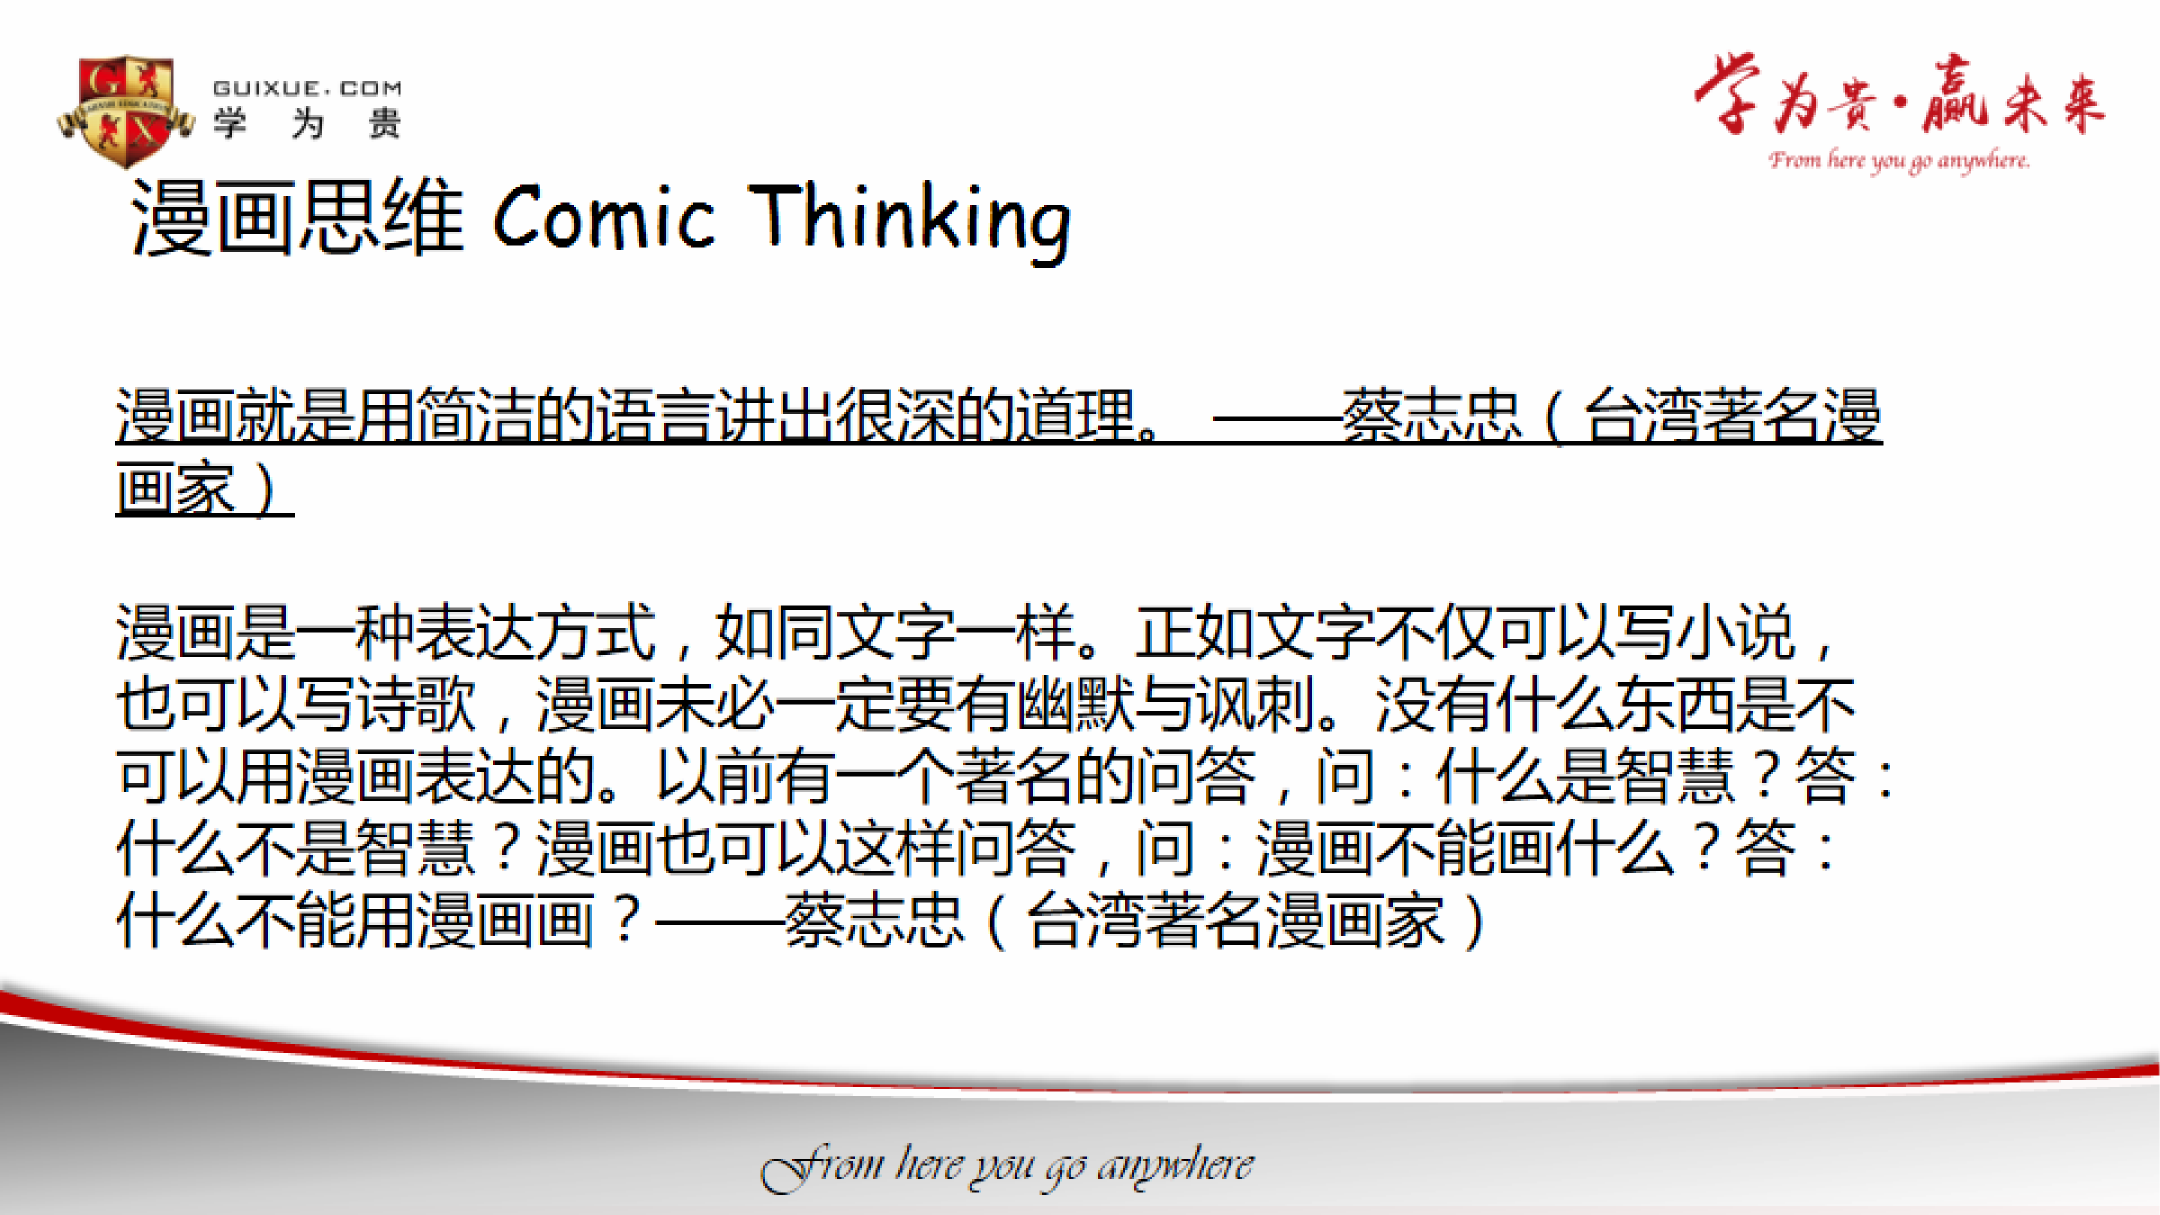 GUIXUE.COM
学为贵
学为贵·赢未来
From here you go anywhere.
漫画思维 Comic Thinking
漫画就是用简洁的语言讲出很深的道理。 ——蔡志忠（台湾著名漫
画家）
漫画是一种表达方式，如同文字一样。正如文字不仅可以写小说，
也可以写诗歌，漫画未必一定要有幽默与讽刺。没有什么东西是不
可以用漫画表达的。以前有一个著名的问答，问：什么是智慧？答：
什么不是智慧？漫画也可以这样问答，问：漫画不能画什么？答：
什么不能用漫画画？——蔡志忠（台湾著名漫画家）
From here you go anywhere